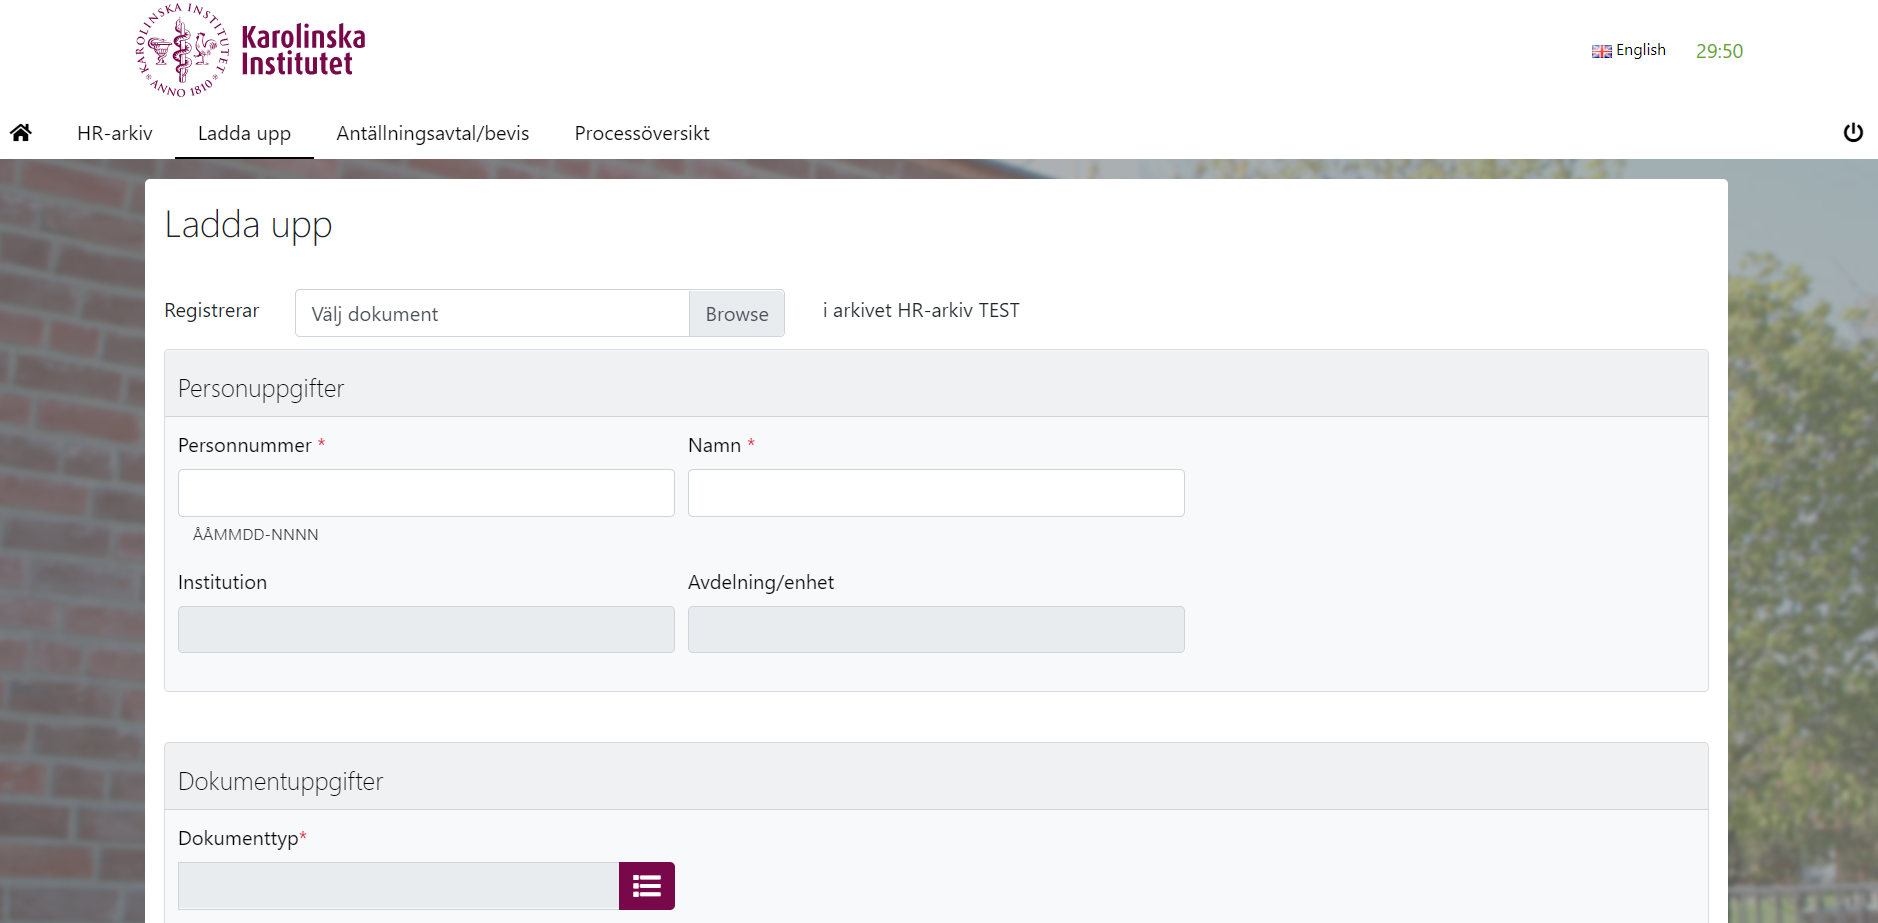 KAROLINSKA INSTITUTET
ANNO 1810
Karolinska
Institutet
English
29:50
HR-arkiv
Ladda upp
Antällningsavtal/bevis
Processöversikt
Ladda upp
Registrerar
Välj dokument
Browse
i arkivet HR-arkiv TEST
Personuppgifter
Personnummer *
Namn *
ÅÅMMDD-NNNN
Institution
Avdelning/enhet
Dokumentuppgifter
Dokumenttyp*